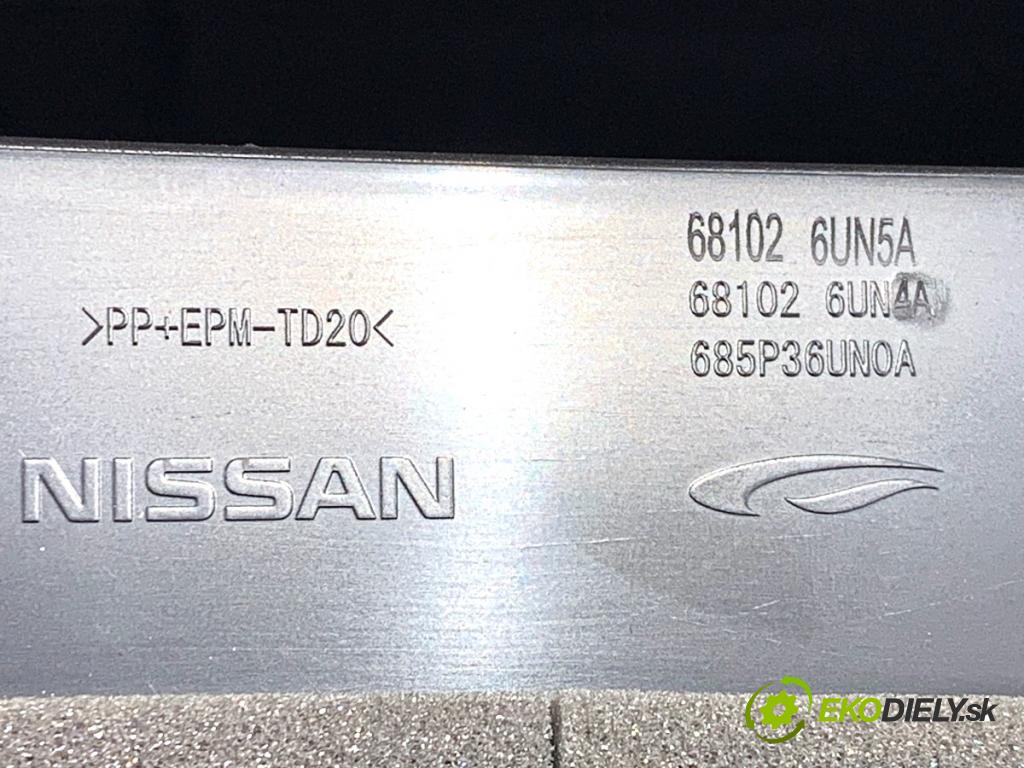 68102 6UN5A
68102 6UN4A
685P36UN0A
>PP+EPM-TD20<
NISSAN
EKODIELY.sk